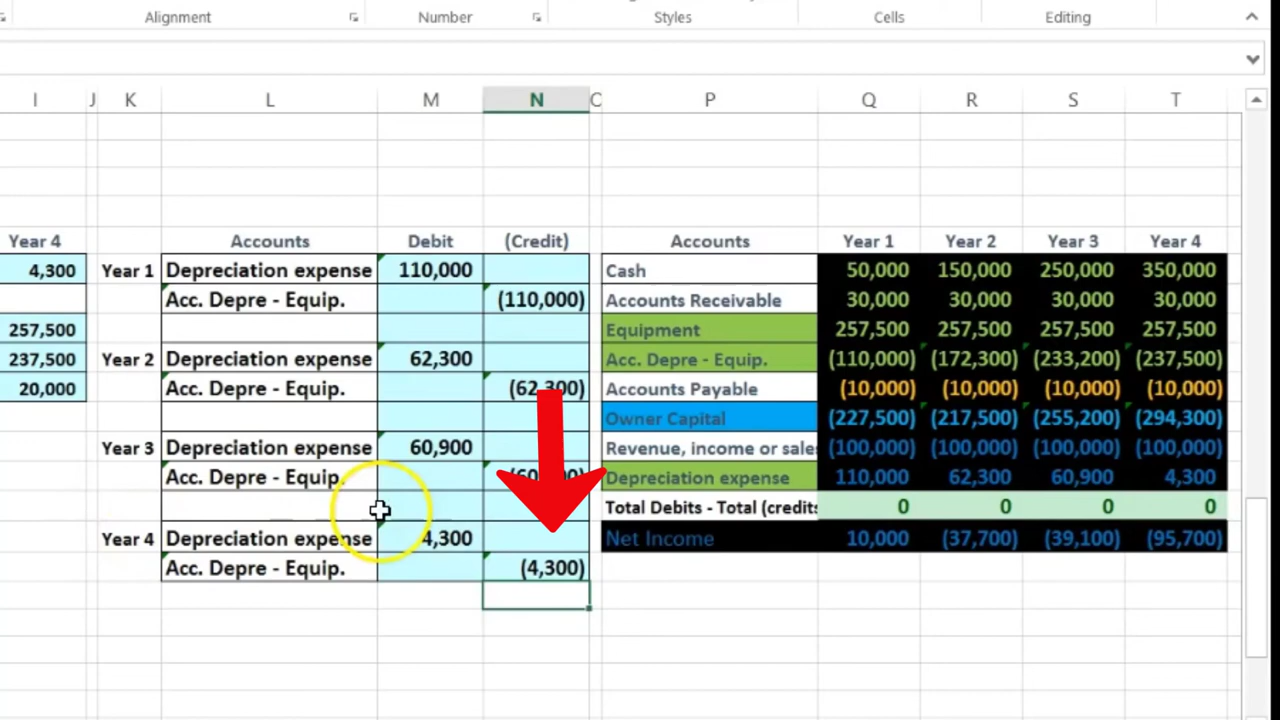 Alignment Number Styles Cells Editing
I J K L M N P Q R S T
Year 4 Accounts Debit (Credit) Accounts Year 1 Year 2 Year 3 Year 4
4,300 Year 1 Depreciation expense 110,000 Cash 50,000 150,000 250,000 350,000
Acc. Depre - Equip. (110,000) Accounts Receivable 30,000 30,000 30,000 30,000
257,500 Equipment 257,500 257,500 257,500 257,500
237,500 Year 2 Depreciation expense 62,300 Acc. Depre - Equip. (110,000) (172,300) (233,200) (237,500)
20,000 Acc. Depre - Equip. (62,300) Accounts Payable (10,000) (10,000) (10,000) (10,000)
Owner Capital (227,500) (217,500) (255,200) (294,300)
Year 3 Depreciation expense 60,900 Revenue, income or sales (100,000) (100,000) (100,000) (100,000)
Acc. Depre - Equip. Depreciation expense 110,000 62,300 60,900 4,300
Total Debits - Total (credits 0 0 0 0
Year 4 Depreciation expense 4,300 Net Income 10,000 (37,700) (39,100) (95,700)
Acc. Depre - Equip. (4,300)